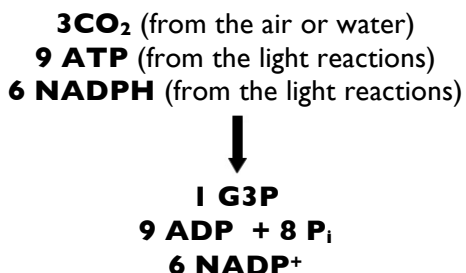 3CO₂ (from the air or water)
9 ATP (from the light reactions)
6 NADPH (from the light reactions)
1 G3P
9 ADP + 8 Pᵢ
6 NADP⁺